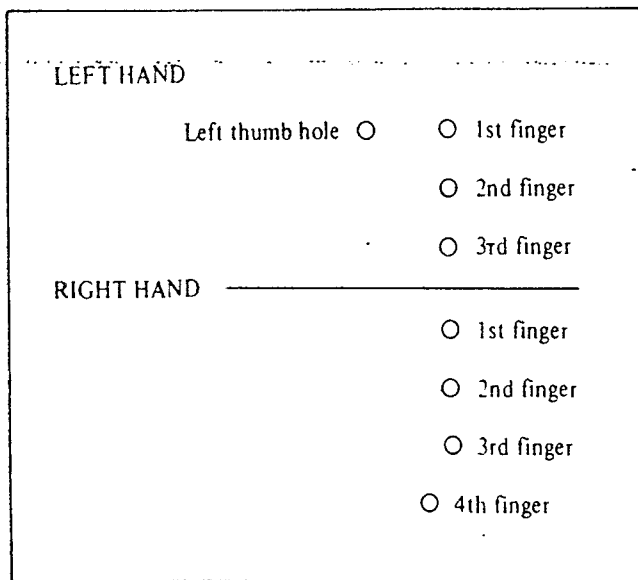 LEFT HAND
Left thumb hole O O 1st finger
O 2nd finger
O 3rd finger
RIGHT HAND
O 1st finger
O 2nd finger
O 3rd finger
O 4th finger